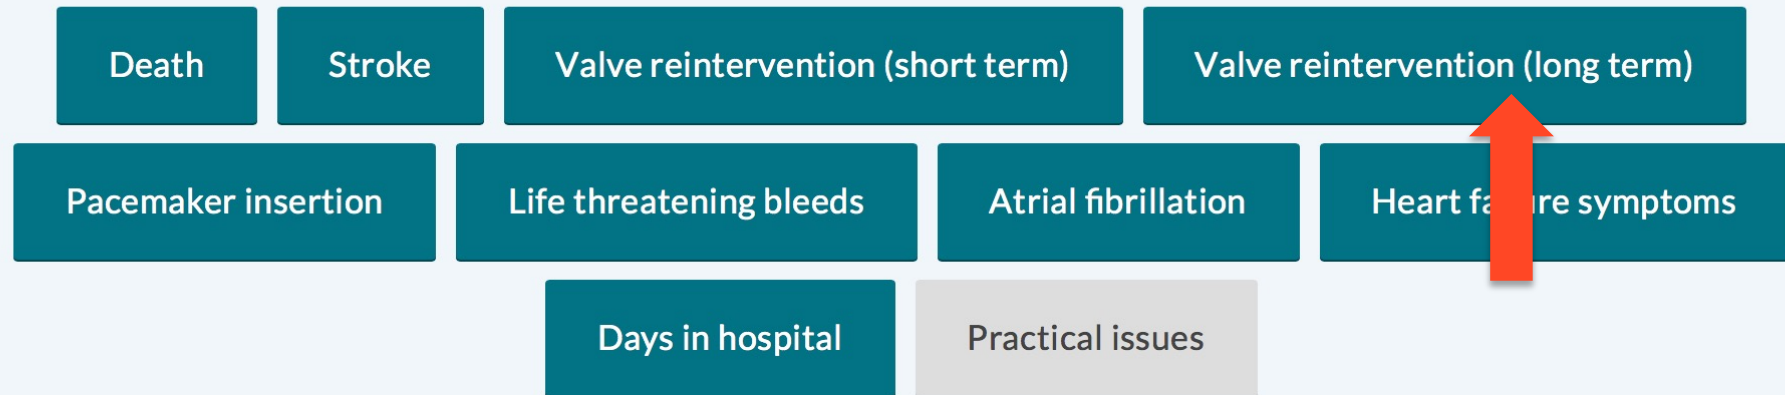 Death Stroke Valve reintervention (short term) Valve reintervention (long term)
Pacemaker insertion Life threatening bleeds Atrial fibrillation Heart symptoms
Days in hospital Practical issues